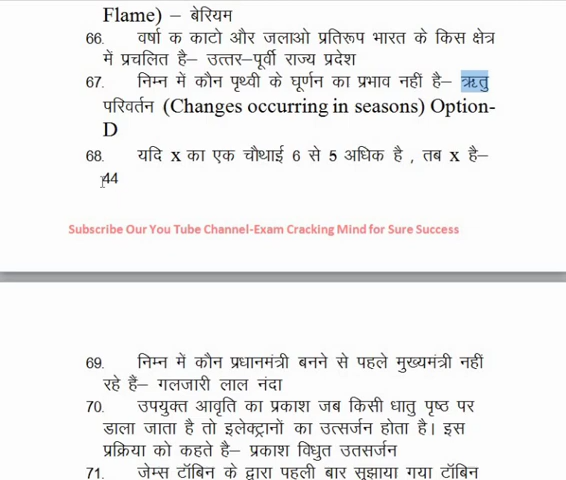 Flame) – बेरियम
66. वर्षा क काटो और जलाओ प्रतिरूप भारत के किस क्षेत्र
में प्रचलित है– उत्तर–पूर्वी राज्य प्रदेश
67. निम्न में कौन पृथ्वी के घूर्णन का प्रभाव नहीं है– ऋतु
परिवर्तन (Changes occurring in seasons) Option-
D
68. यदि x का एक चौथाई 6 से 5 अधिक है , तब x है–
44
Subscribe Our You Tube Channel-Exam Cracking Mind for Sure Success
69. निम्न में कौन प्रधानमंत्री बनने से पहले मुख्यमंत्री नहीं
रहे हैं– गलजारी लाल नंदा
70. उपयुक्त आवृति का प्रकाश जब किसी धातु पृष्ठ पर
डाला जाता है तो इलेक्ट्रानों का उत्सर्जन होता है। इस
प्रक्रिया को कहते है– प्रकाश विधुत उतसर्जन
71. जेम्स टॉबिन के द्वारा पहली बार सुझाया गया टॉबिन